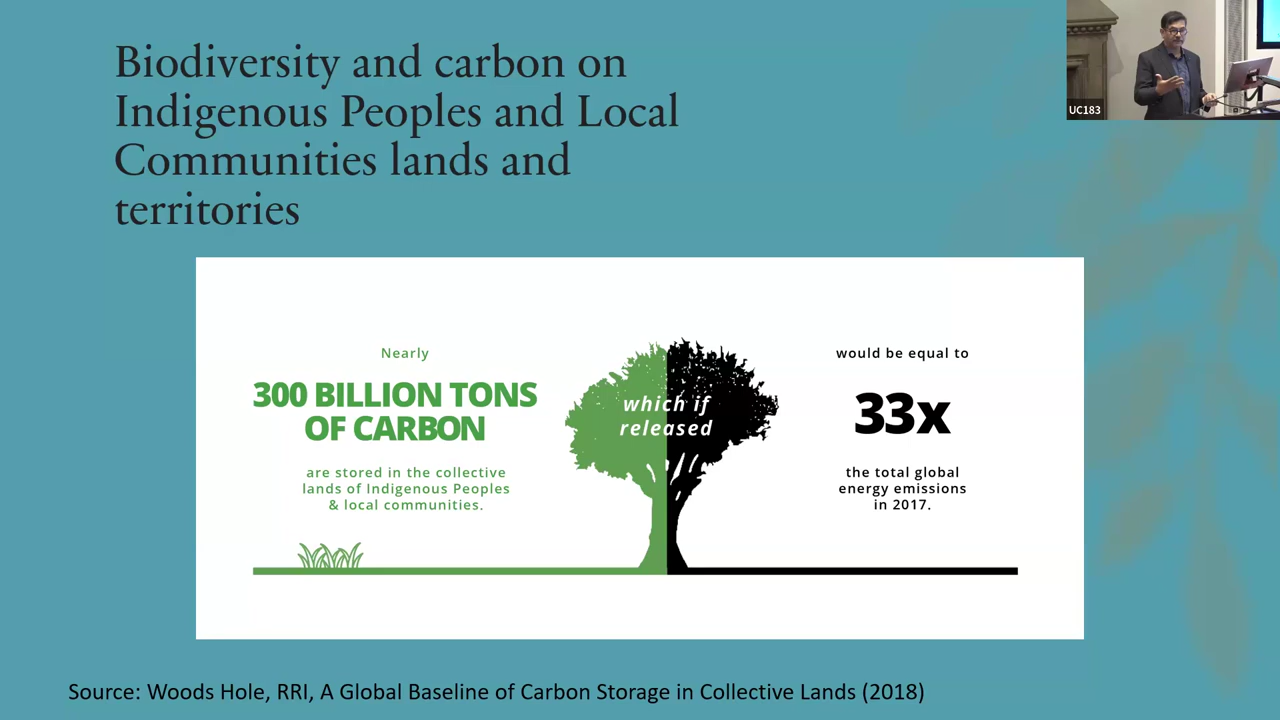 Biodiversity and carbon on
Indigenous Peoples and Local
Communities lands and
territories
UC183
Nearly
300 BILLION TONS
OF CARBON
are stored in the collective
lands of Indigenous Peoples
& local communities.
which if
released
would be equal to
33x
the total global
energy emissions
in 2017.
Source: Woods Hole, RRI, A Global Baseline of Carbon Storage in Collective Lands (2018)